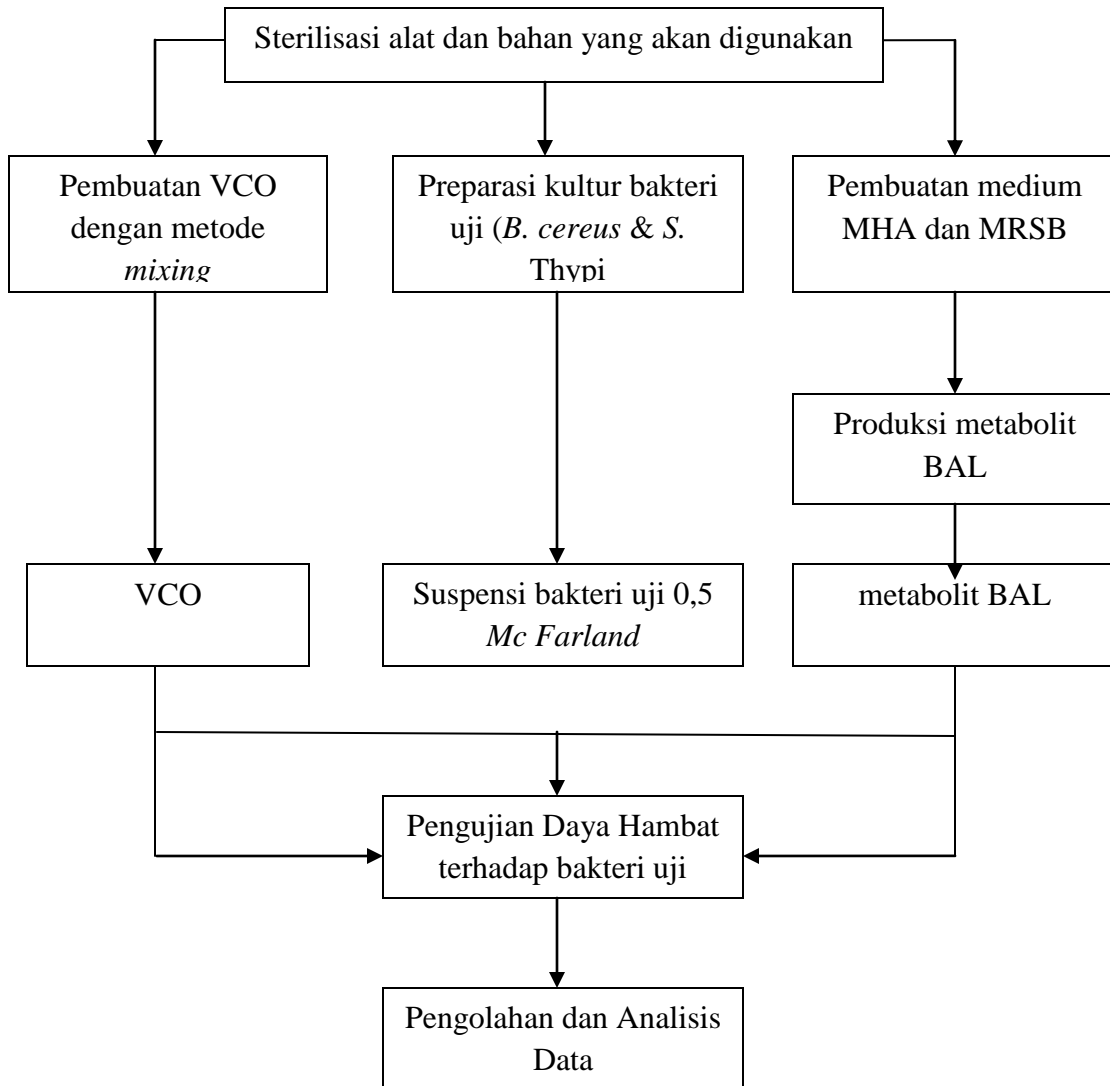 Sterilisasi alat dan bahan yang akan digunakan
Pembuatan VCO
dengan metode
mixing
Preparasi kultur bakteri
uji (B. cereus & S.
Thypi
Pembuatan medium
MHA dan MRSB
Produksi metabolit
BAL
VCO
Suspensi bakteri uji 0,5
Mc Farland
metabolit BAL
Pengujian Daya Hambat
terhadap bakteri uji
Pengolahan dan Analisis
Data